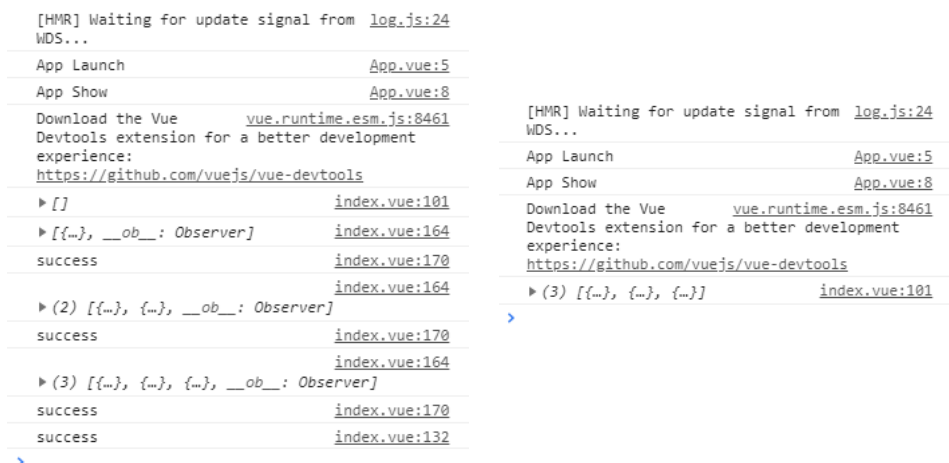 [HMR] Waiting for update signal from log.js:24
WDS...
App Launch App.vue:5
App Show App.vue:8
Download the Vue vue.runtime.esm.js:8461
Devtools extension for a better development
experience:
https://github.com/vuejs/vue-devtools
▶[] index.vue:101
▶[{…}, __ob__: Observer] index.vue:164
success index.vue:170
index.vue:164
▶(2) [{…}, {…}, __ob__: Observer]
success index.vue:170
index.vue:164
▶(3) [{…}, {…}, {…}, __ob__: Observer]
success index.vue:170
success index.vue:132
[HMR] Waiting for update signal from log.js:24
WDS...
App Launch App.vue:5
App Show App.vue:8
Download the Vue vue.runtime.esm.js:8461
Devtools extension for a better development
experience:
https://github.com/vuejs/vue-devtools
▶(3) [{…}, {…}, {…}] index.vue:101